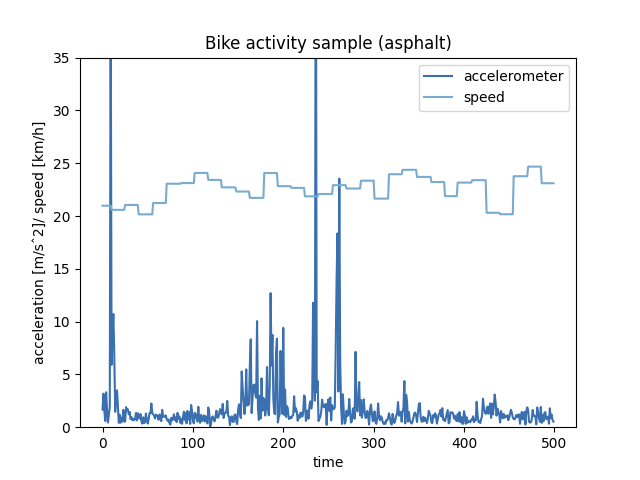 Bike activity sample (asphalt)
accelerometer
speed
acceleration [m/s^2]/ speed [km/h]
35
30
25
20
15
10
5
0
0 100 200 300 400 500
time